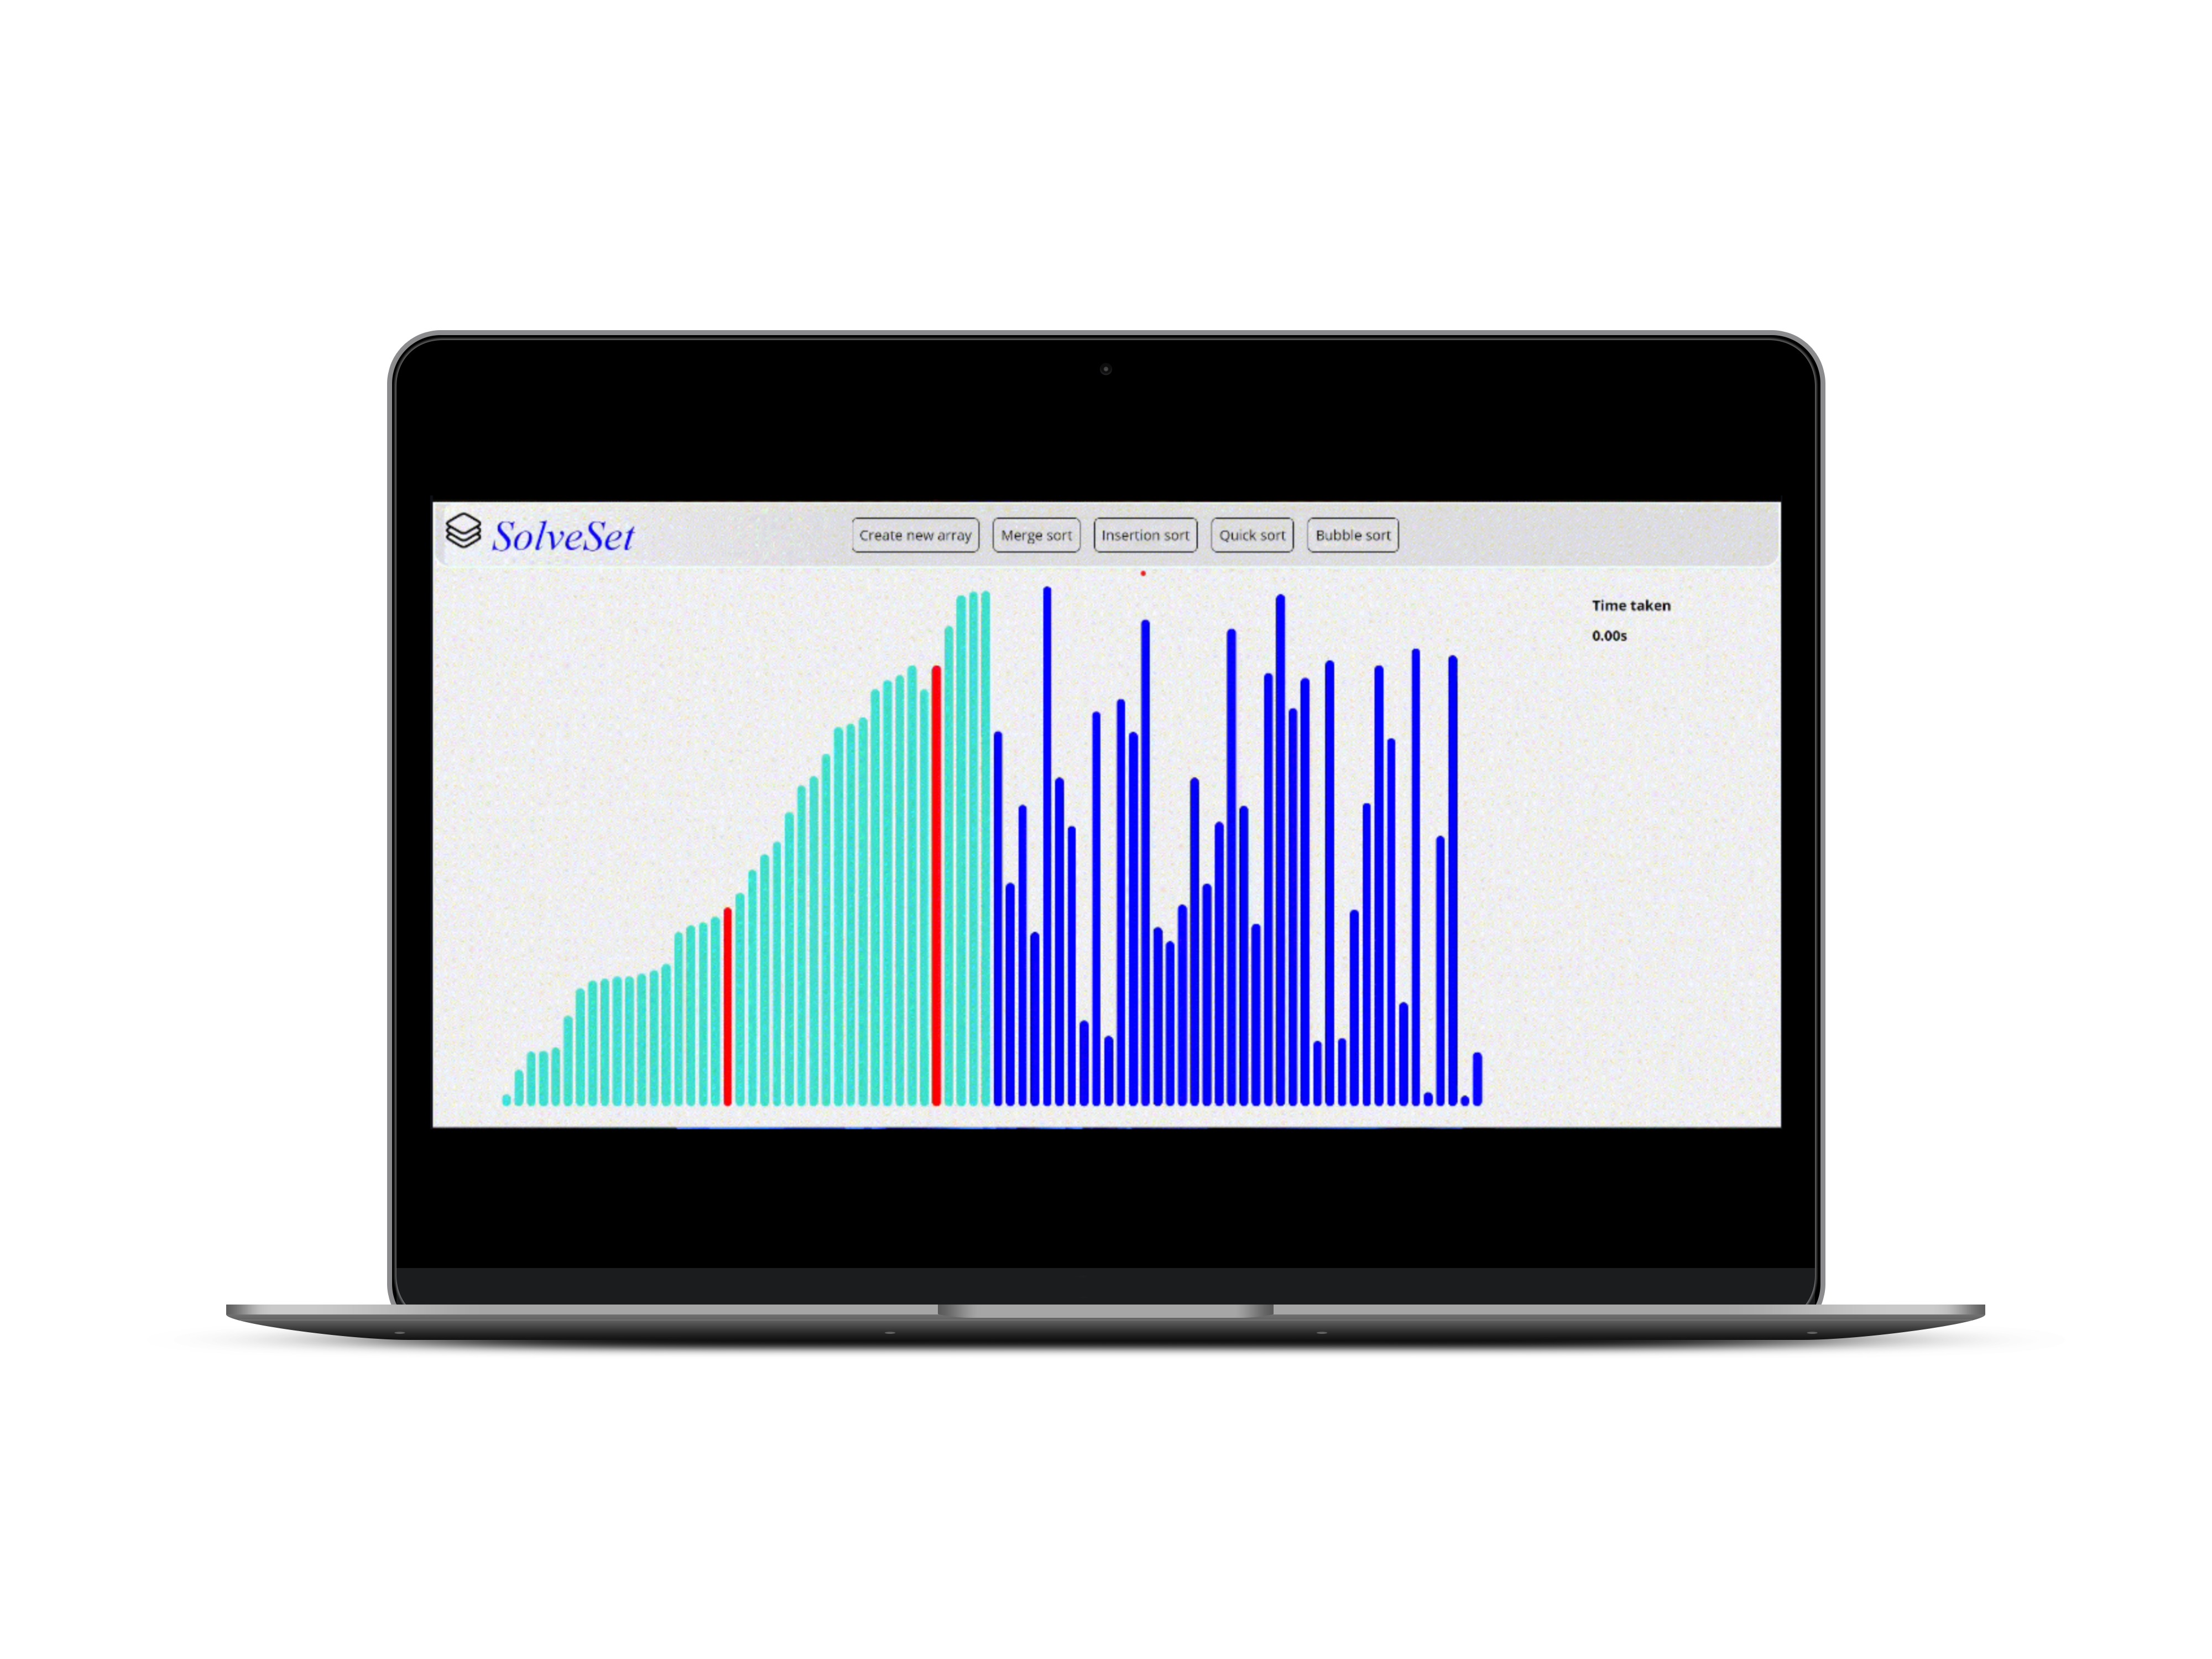 SolveSet
Create new array
Merge sort
Insertion sort
Quick sort
Bubble sort
Time taken
0.00s